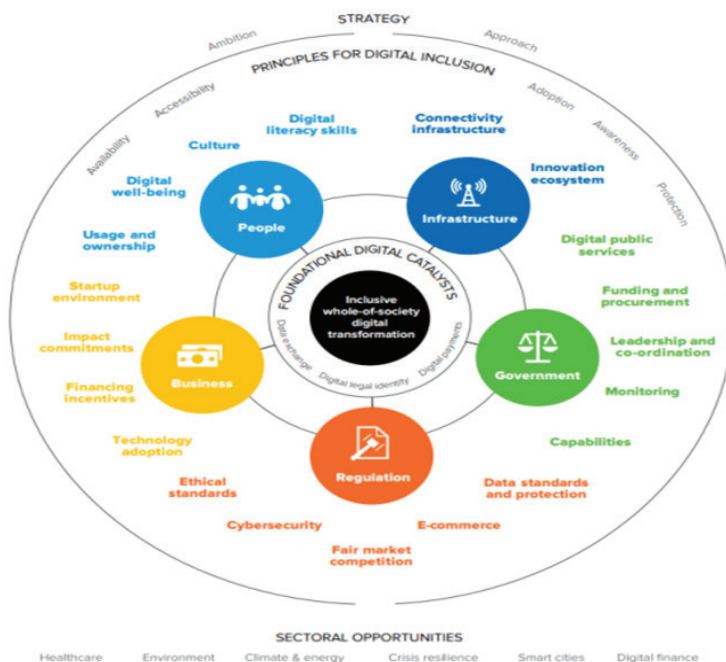 STRATEGY
Ambition
Approach
PRINCIPLES FOR DIGITAL INCLUSION
Availability
Accessibility
Adoption
Awareness
Protection
Digital
literacy skills
Culture
Digital
well-being
Usage and
ownership
People
Connectivity
infrastructure
Innovation
ecosystem
Infrastructure
Digital public
services
Funding and
procurement
Leadership and
co-ordination
Monitoring
Capabilities
Government
FOUNDATIONAL DIGITAL CATALYSTS
Inclusive
whole-of-society
digital
transformation
Data exchange
Digital legal identity
Digital payments
Startup
environment
Impact
commitments
Financing
incentives
Technology
adoption
Business
Regulation
Ethical
standards
Cybersecurity
Fair market
competition
E-commerce
Data standards
and protection
SECTORAL OPPORTUNITIES
Healthcare
Environment
Climate & energy
Crisis resilience
Smart cities
Digital finance